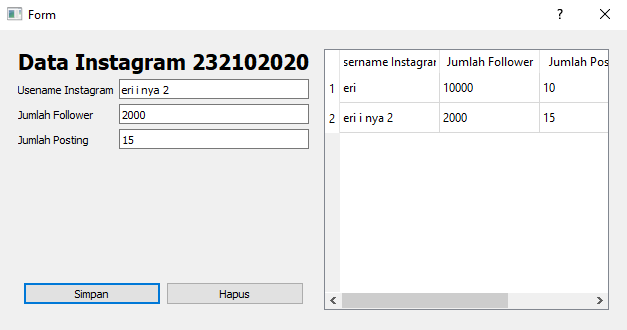 Form
Data Instagram 232102020
Usename Instagram eri i nya 2
Jumlah Follower 2000
Jumlah Posting 15
Simpan Hapus
sername Instagrar Jumlah Follower Jumlah Pos
1 eri 10000 10
2 eri i nya 2 2000 15